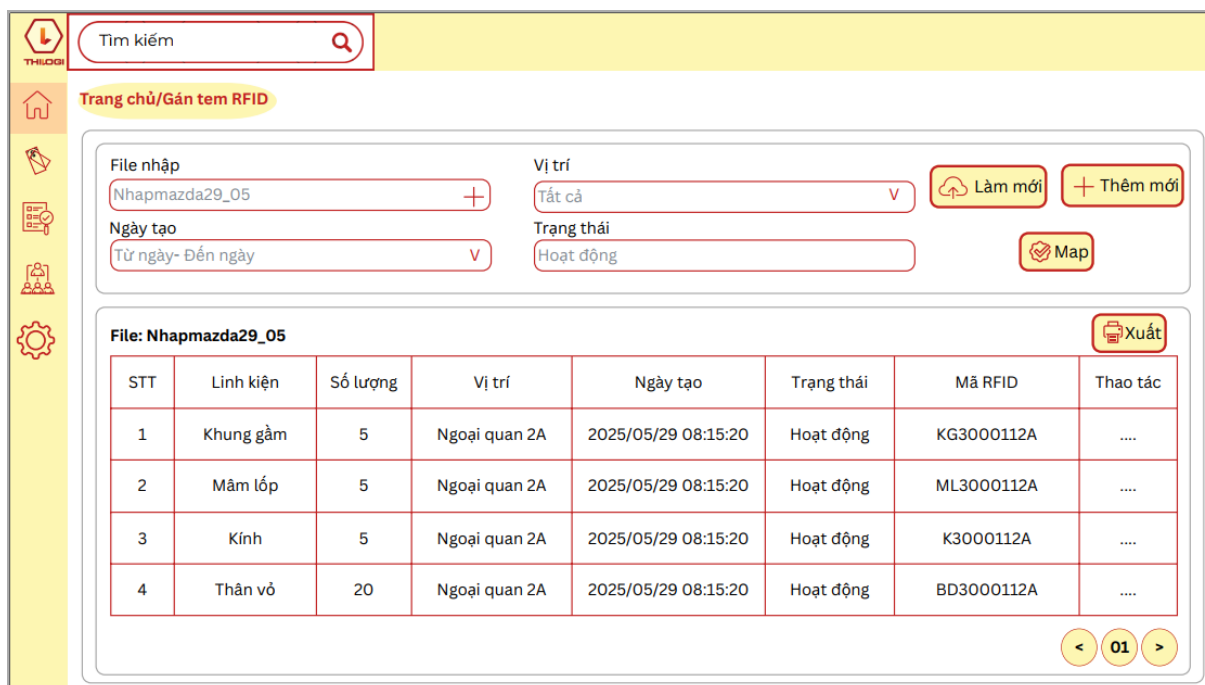 THILOGI
Tìm kiếm
Trang chủ/Gán tem RFID
File nhập
Vị trí
Nhapmazda29_05
Tất cả V
Làm mới
Thêm mới
Ngày tạo
Trạng thái
Từ ngày- Đến ngày V
Hoạt động
Map
File: Nhapmazda29_05
Xuất
STT Linh kiện Số lượng Vị trí Ngày tạo Trạng thái Mã RFID Thao tác
1 Khung gầm 5 Ngoại quan 2A 2025/05/29 08:15:20 Hoạt động KG3000112A ....
2 Mâm lốp 5 Ngoại quan 2A 2025/05/29 08:15:20 Hoạt động ML3000112A ....
3 Kính 5 Ngoại quan 2A 2025/05/29 08:15:20 Hoạt động K3000112A ....
4 Thân vỏ 20 Ngoại quan 2A 2025/05/29 08:15:20 Hoạt động BD3000112A ....
< 01 >